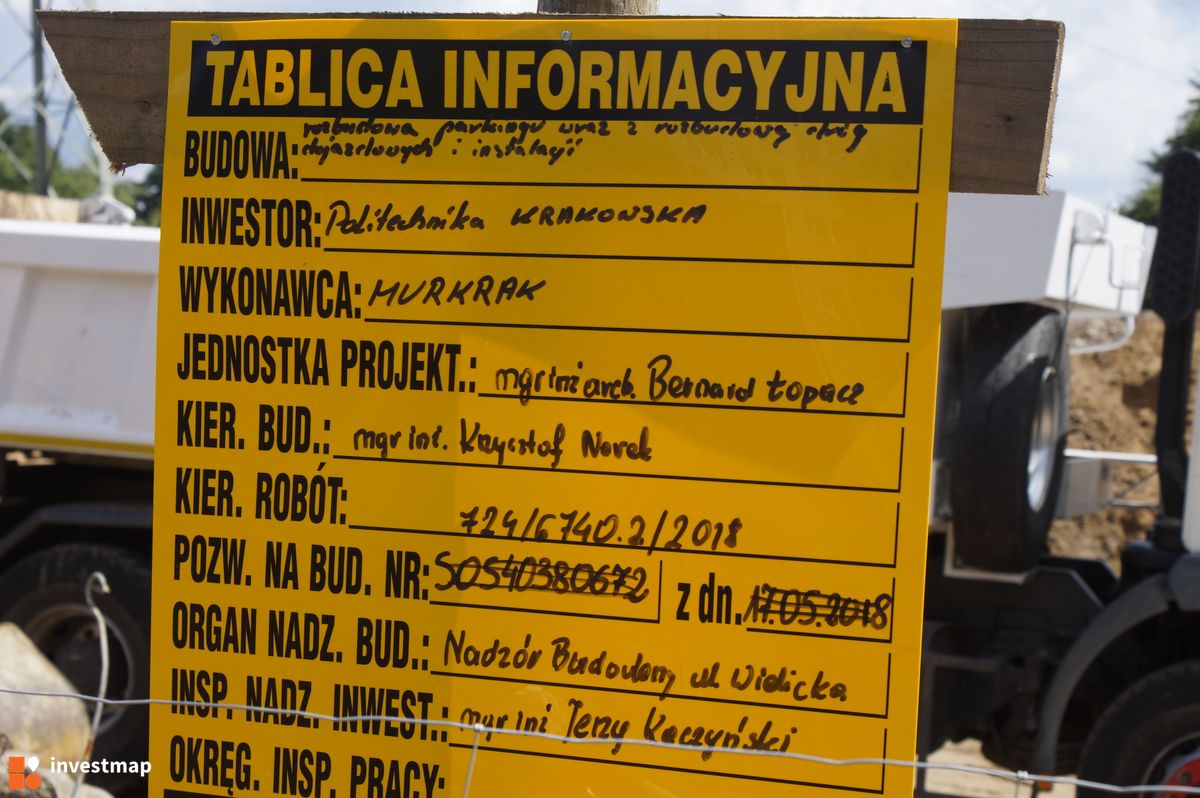 TABLICA INFORMACYJNA
rozbudowa parkingu wraz z rozbudową dróg
BUDOWA: dojazdowych i instalacji
INWESTOR: Politechnika KRAKOWSKA
WYKONAWCA: MURKRAK
JEDNOSTKA PROJEKT.: mgr inż arch. Bernard Łopacz
KIER. BUD.: mgr inż. Krzysztof Norek
KIER. ROBÓT: 724/6740.2/2018
POZW. NA BUD. NR: 50540380672 z dn. 17.05.2018
ORGAN NADZ. BUD.: Nadzór Budowlany ul. Wielicka
INSP. NADZ. INWEST.: mgr inż Jerzy Kaczyński
OKRĘG. INSP. PRACY:
investmap